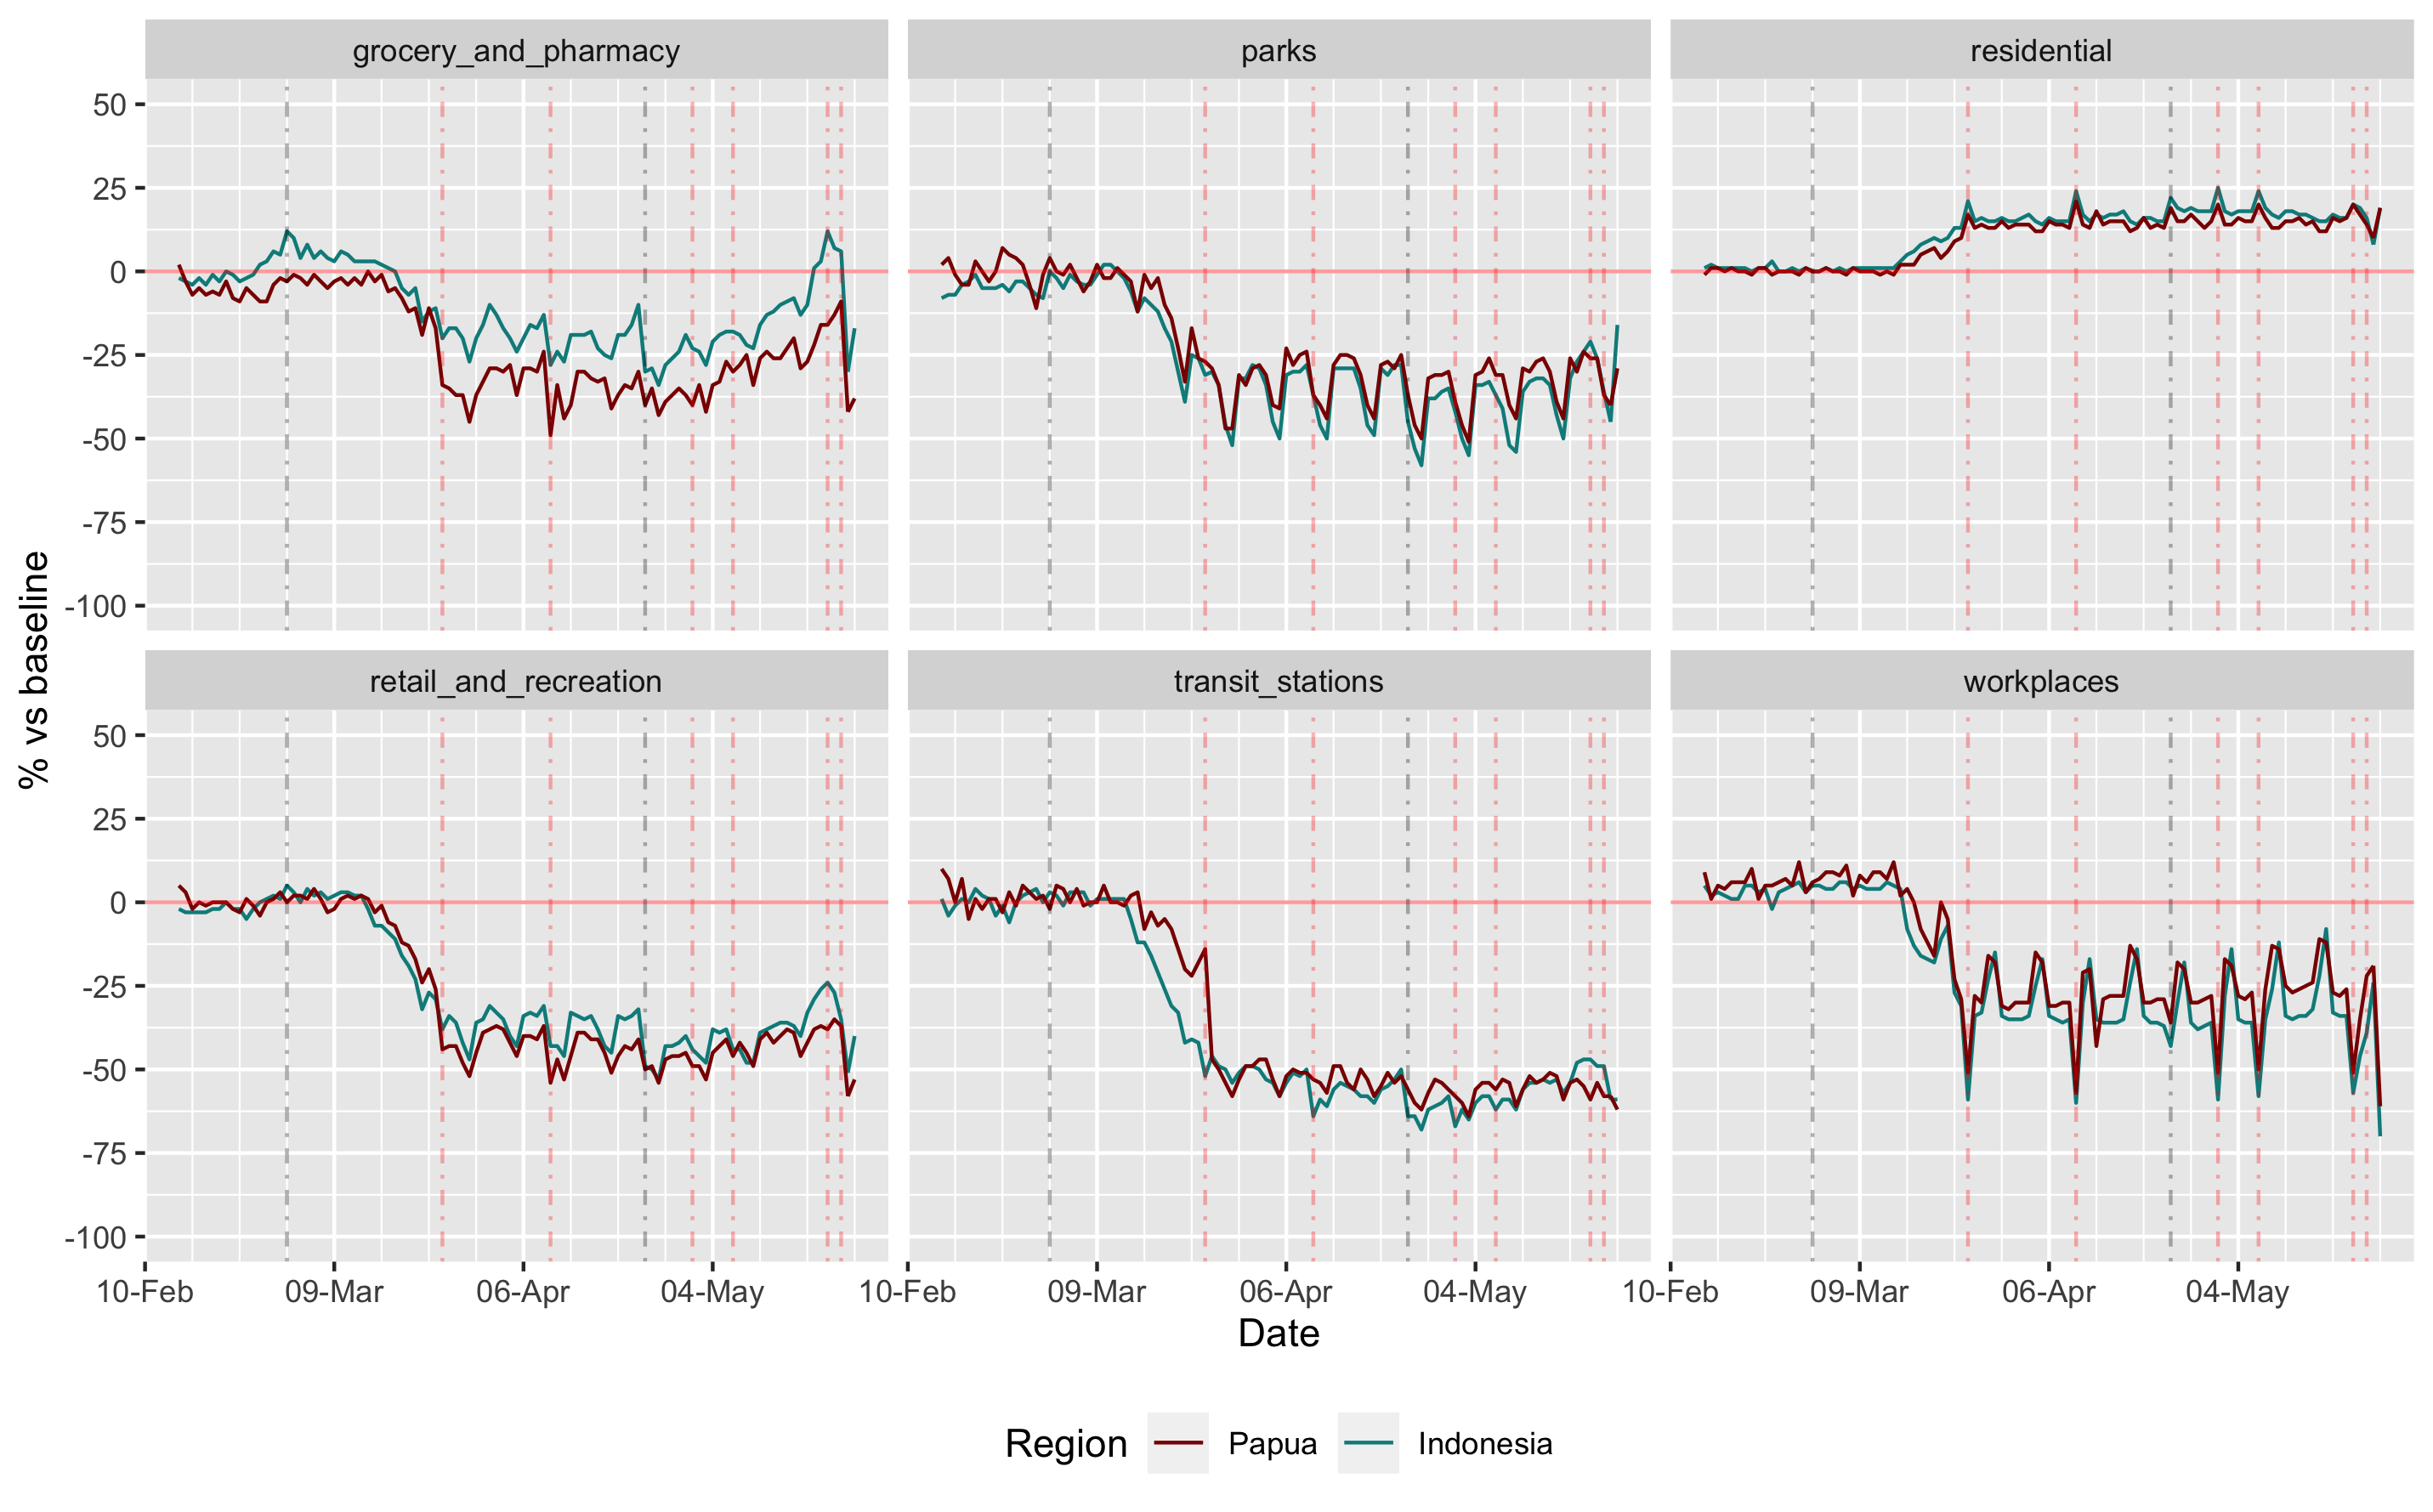 grocery_and_pharmacy
parks
residential
50
25
0
-25
-50
-75
-100
% vs baseline
retail_and_recreation
transit_stations
workplaces
50
25
0
-25
-50
-75
-100
10-Feb 09-Mar 06-Apr 04-May 10-Feb 09-Mar 06-Apr 04-May 10-Feb 09-Mar 06-Apr 04-May
Date
Region Papua Indonesia